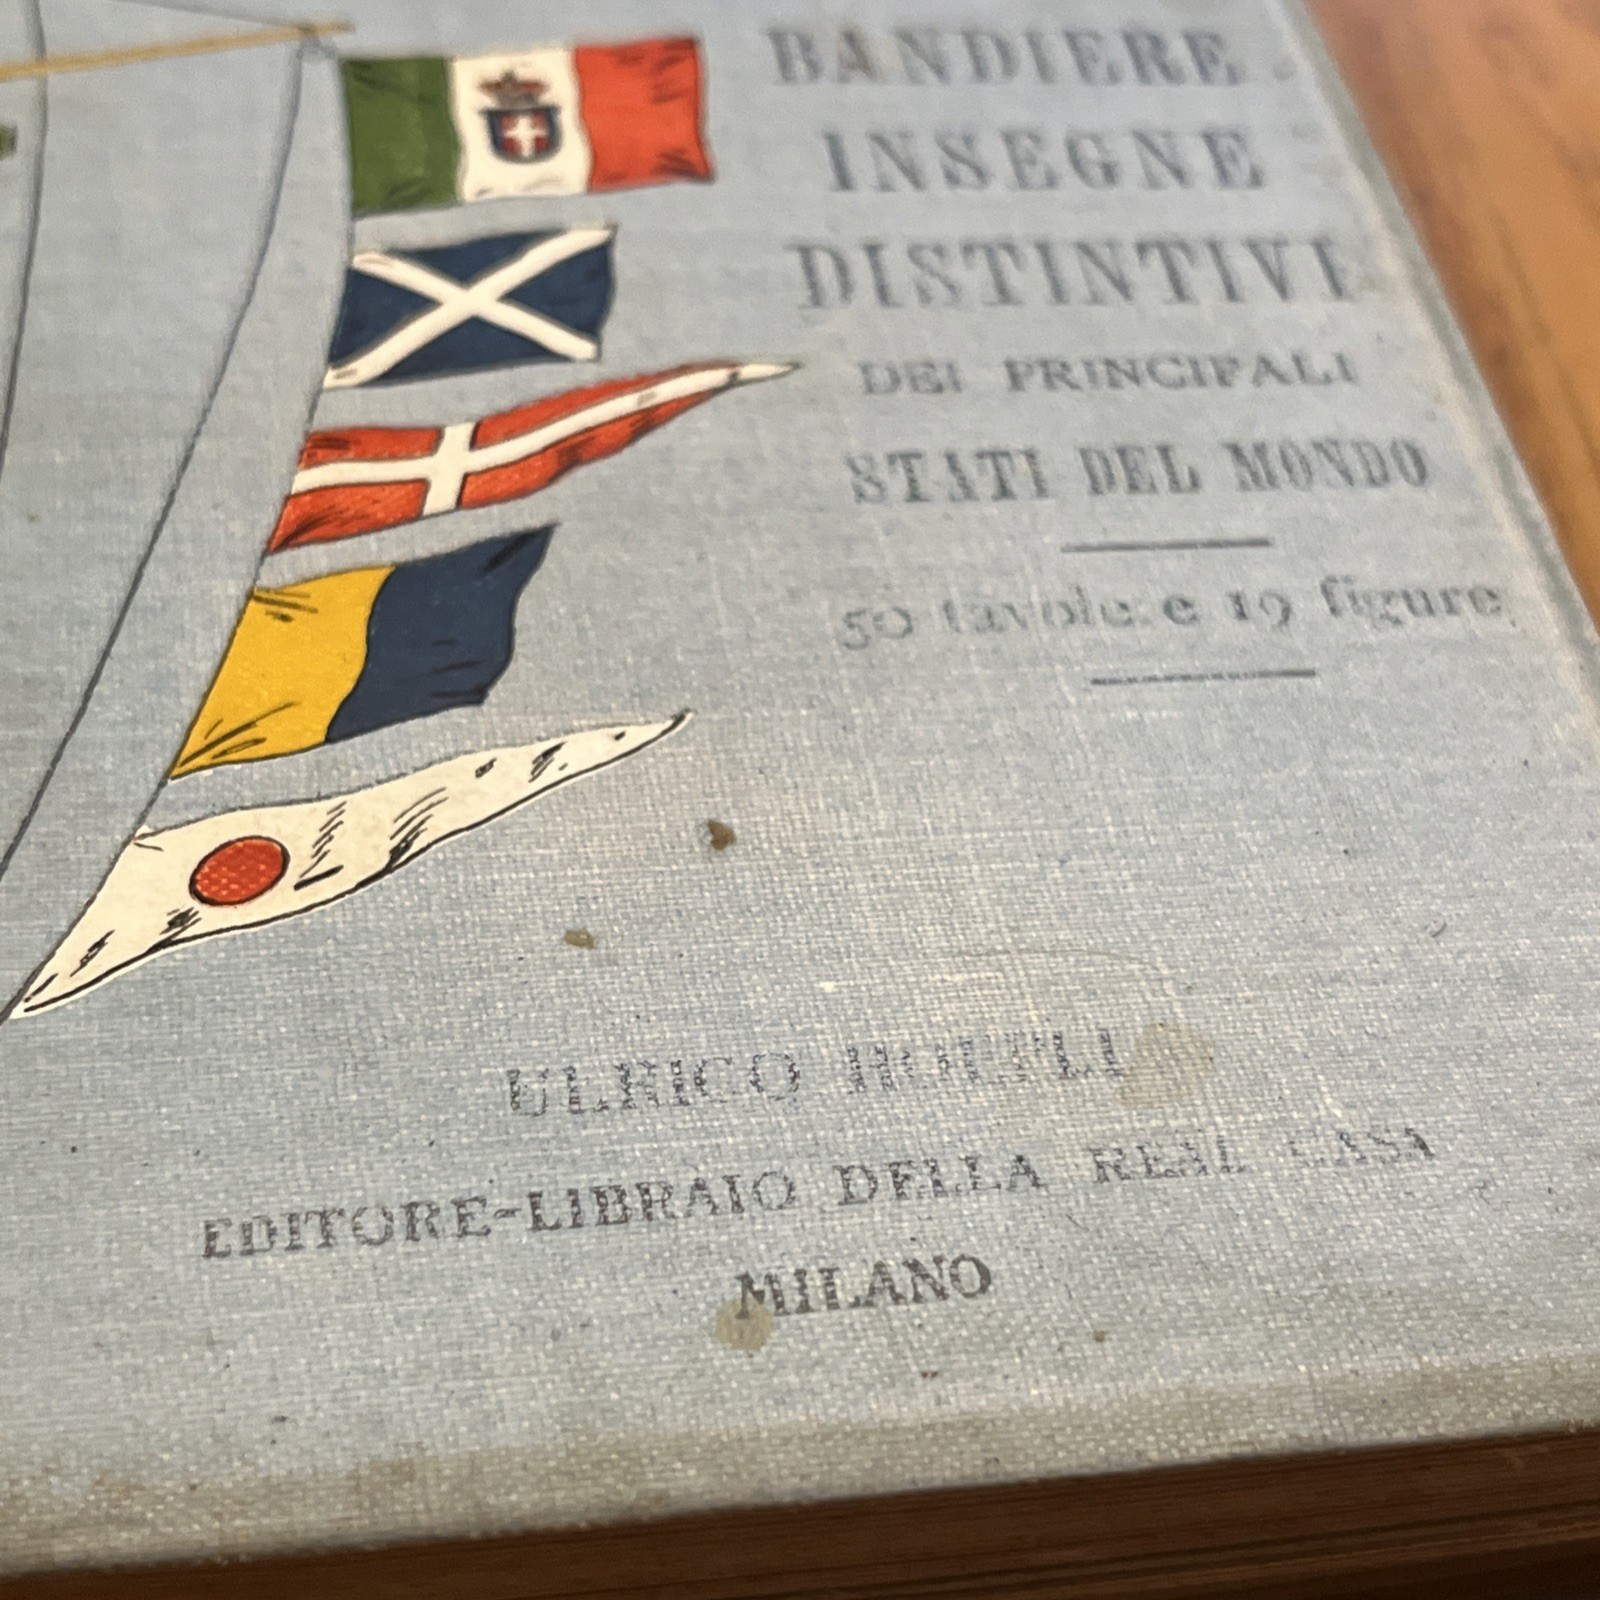 BANDIERE
INSEGNE
DISTINTIVI
DEI PRINCIPALI
STATI DEL MONDO
50 tavole e 19 figure
ULRICO HOEPLI
EDITORE-LIBRAIO DELLA REAL CASA
MILANO